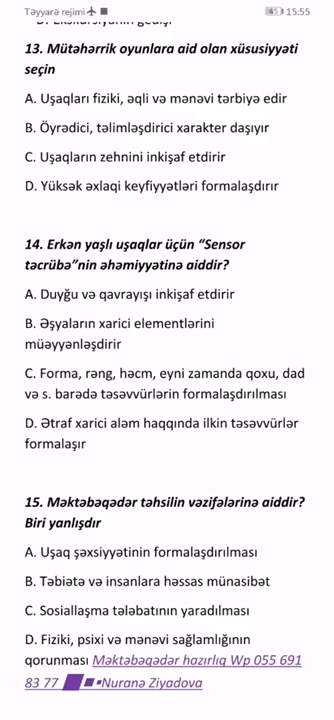 Təyyarə rejimi
45 15:55
13. Mütəhərrik oyunlara aid olan xüsusiyyəti
seçin
A. Uşaqları fiziki, əqli və mənəvi tərbiyə edir
B. Öyrədici, təlimləşdirici xarakter daşıyır
C. Uşaqların zehnini inkişaf etdirir
D. Yüksək əxlaqi keyfiyyətləri formalaşdırır
14. Erkən yaşlı uşaqlar üçün “Sensor
təcrübə”nin əhəmiyyətinə aiddir?
A. Duyğu və qavrayışı inkişaf etdirir
B. Əşyaların xarici elementlərini
müəyyənləşdirir
C. Forma, rəng, həcm, eyni zamanda qoxu, dad
və s. barədə təsəvvürlərin formalaşdırılması
D. Ətraf xarici aləm haqqında ilkin təsəvvürlər
formalaşır
15. Məktəbəqədər təhsilin vəzifələrinə aiddir?
Biri yanlışdır
A. Uşaq şəxsiyyətinin formalaşdırılması
B. Təbiətə və insanlara həssas münasibət
C. Sosiallaşma tələbatının yaradılması
D. Fiziki, psixi və mənəvi sağlamlığının
qorunması Məktəbəqədər hazırlıq Wp 055 691
83 77 Nuranə Ziyadova